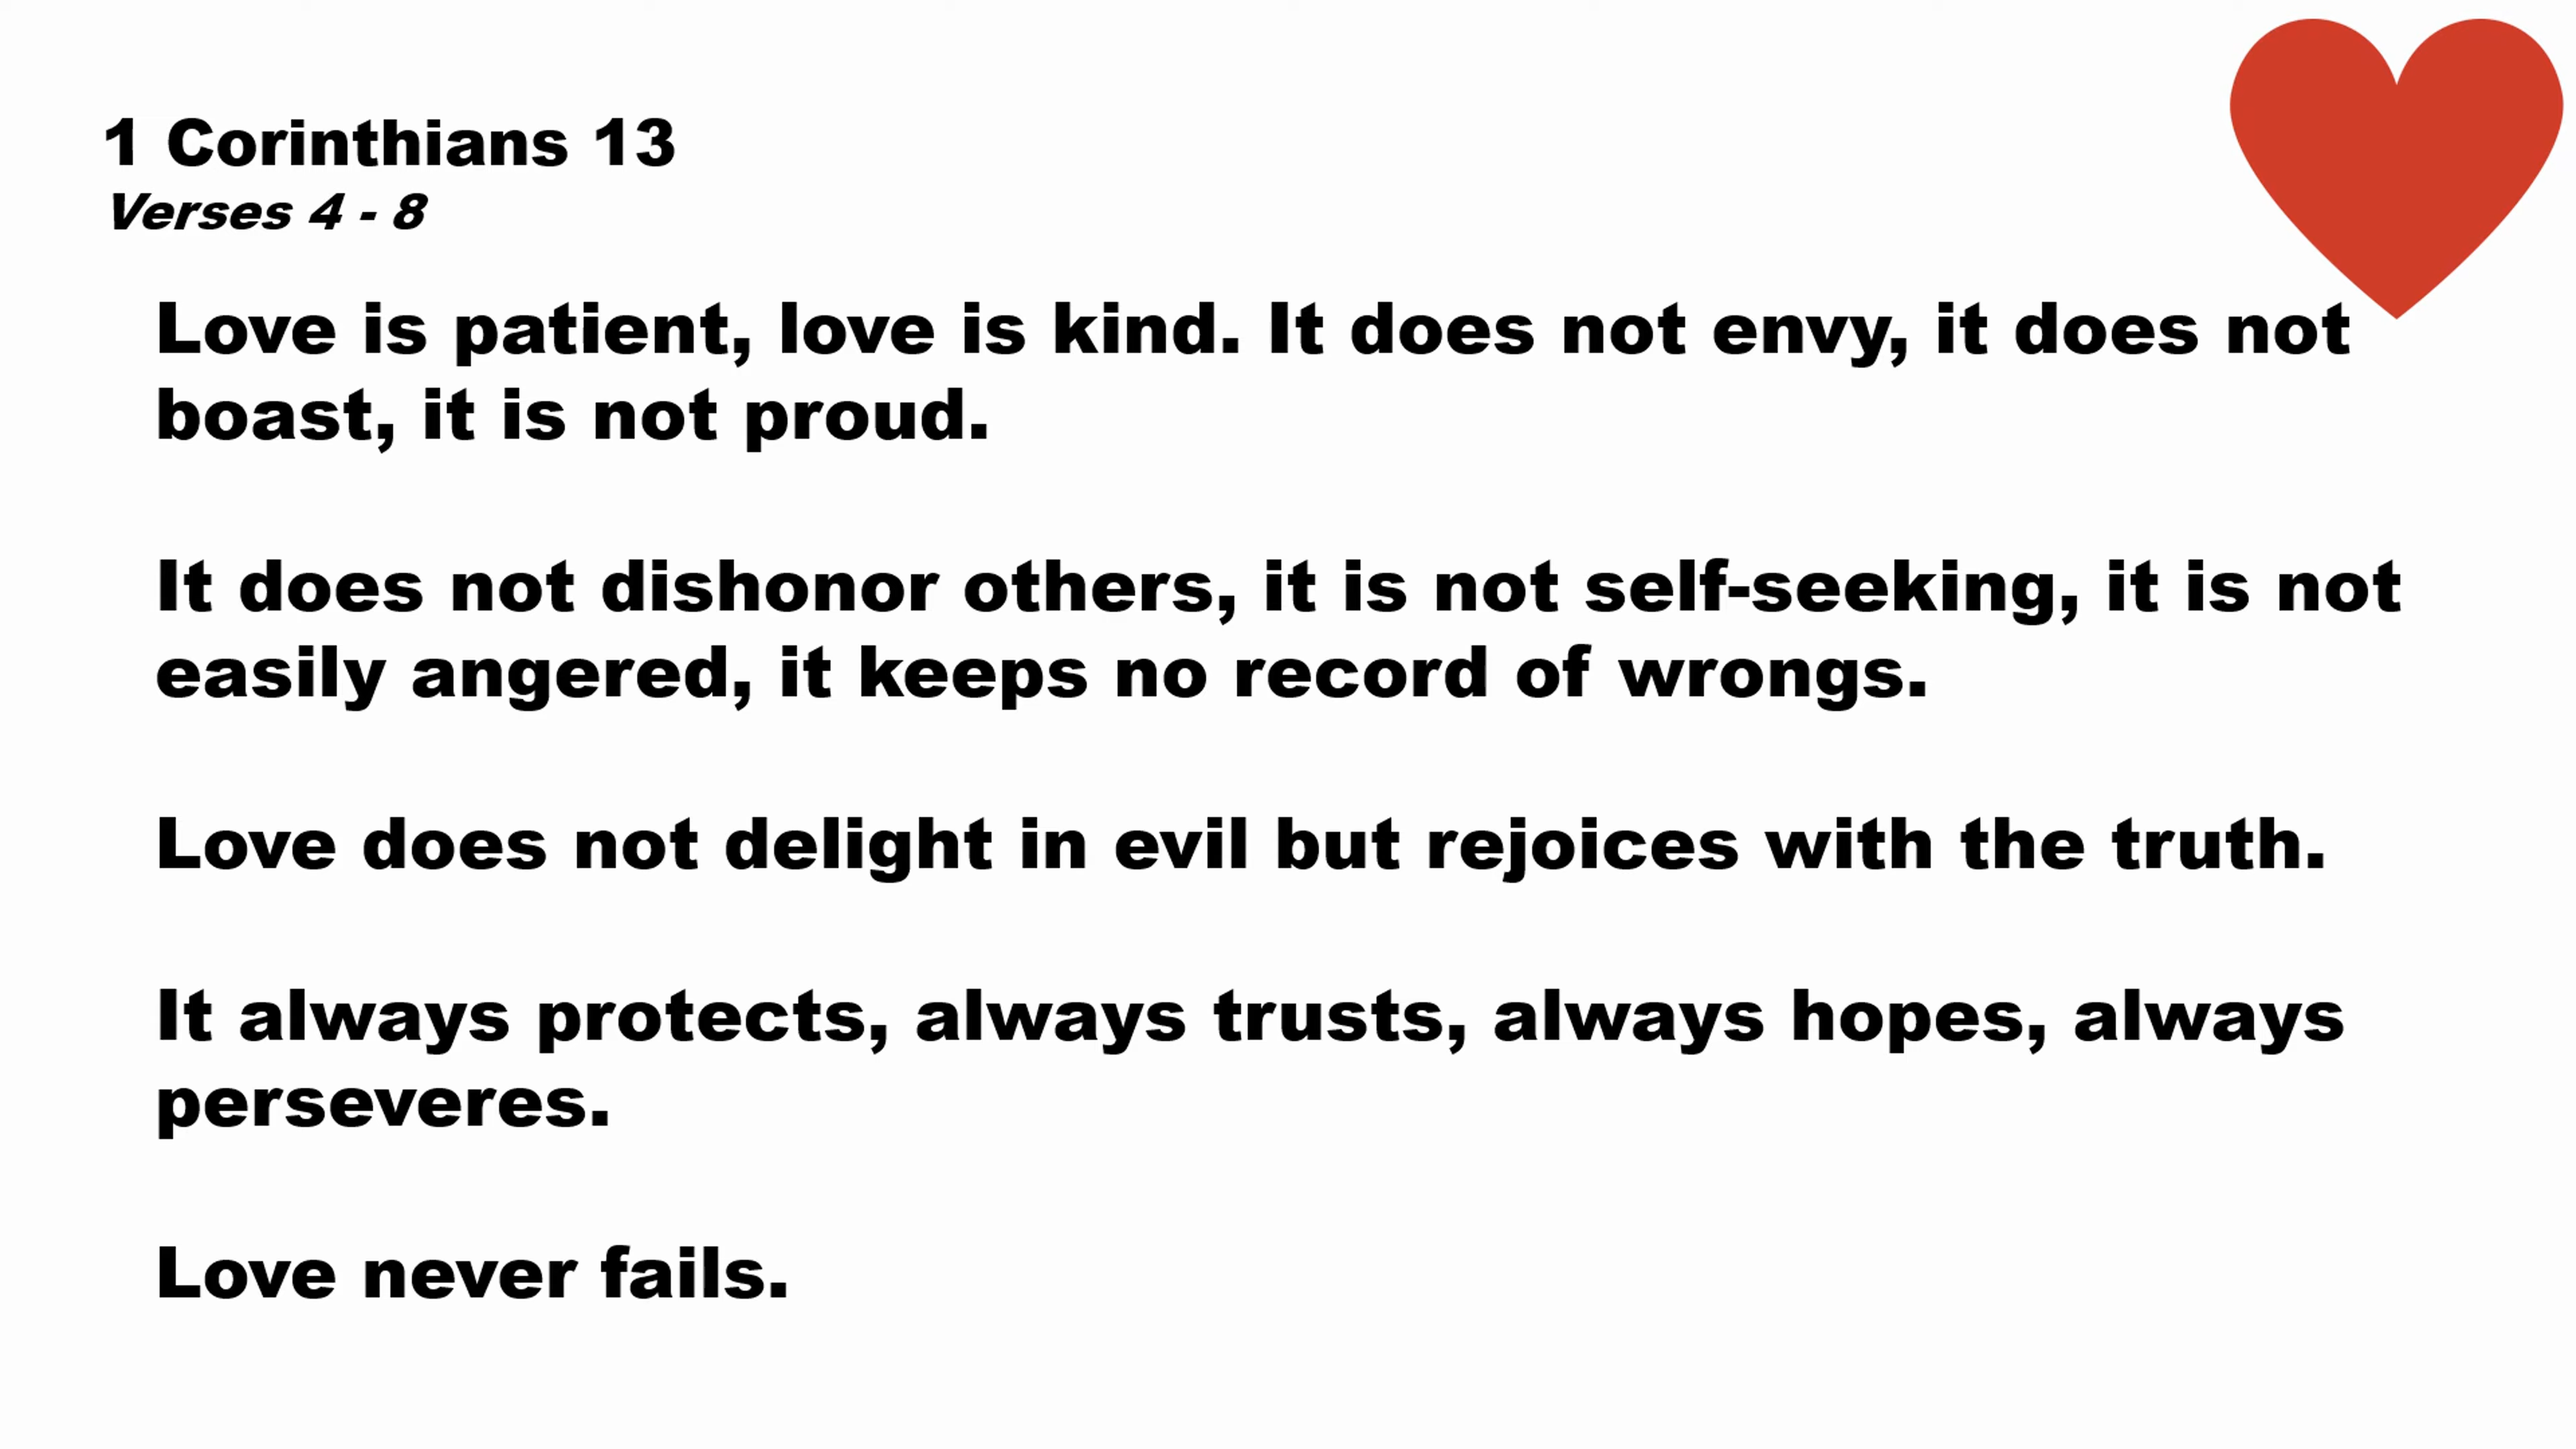 1 Corinthians 13
Verses 4 - 8
Love is patient, love is kind. It does not envy, it does not
boast, it is not proud.
It does not dishonor others, it is not self-seeking, it is not
easily angered, it keeps no record of wrongs.
Love does not delight in evil but rejoices with the truth.
It always protects, always trusts, always hopes, always
perseveres.
Love never fails.